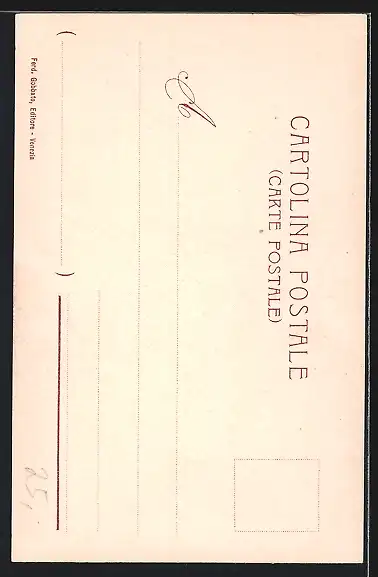 CARTOLINA POSTALE
(CARTE POSTALE)
A
( )
Ferd. Gobbato, Editore - Venezia
25,